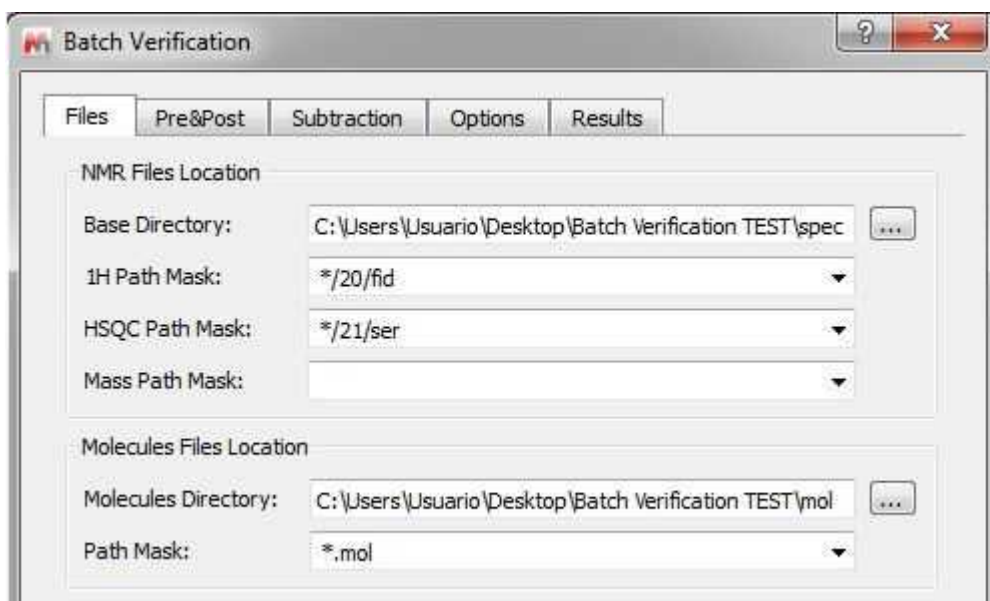 Batch Verification
Files Pre&Post Subtraction Options Results
NMR Files Location
Base Directory: C:\Users\Usuario\Desktop\Batch Verification TEST\spec ...
1H Path Mask: */20/fid
HSQC Path Mask: */21/ser
Mass Path Mask:
Molecules Files Location
Molecules Directory: C:\Users\Usuario\Desktop\Batch Verification TEST\mol ...
Path Mask: *.mol